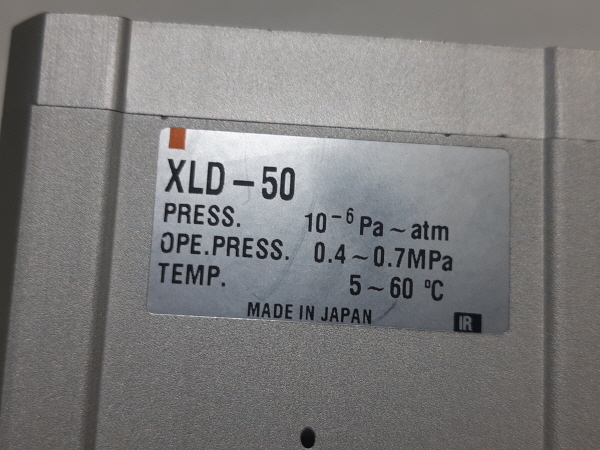 XLD-50
PRESS. 10⁻⁶ Pa~atm
OPE.PRESS. 0.4~0.7MPa
TEMP. 5~60 ºC
MADE IN JAPAN
IR